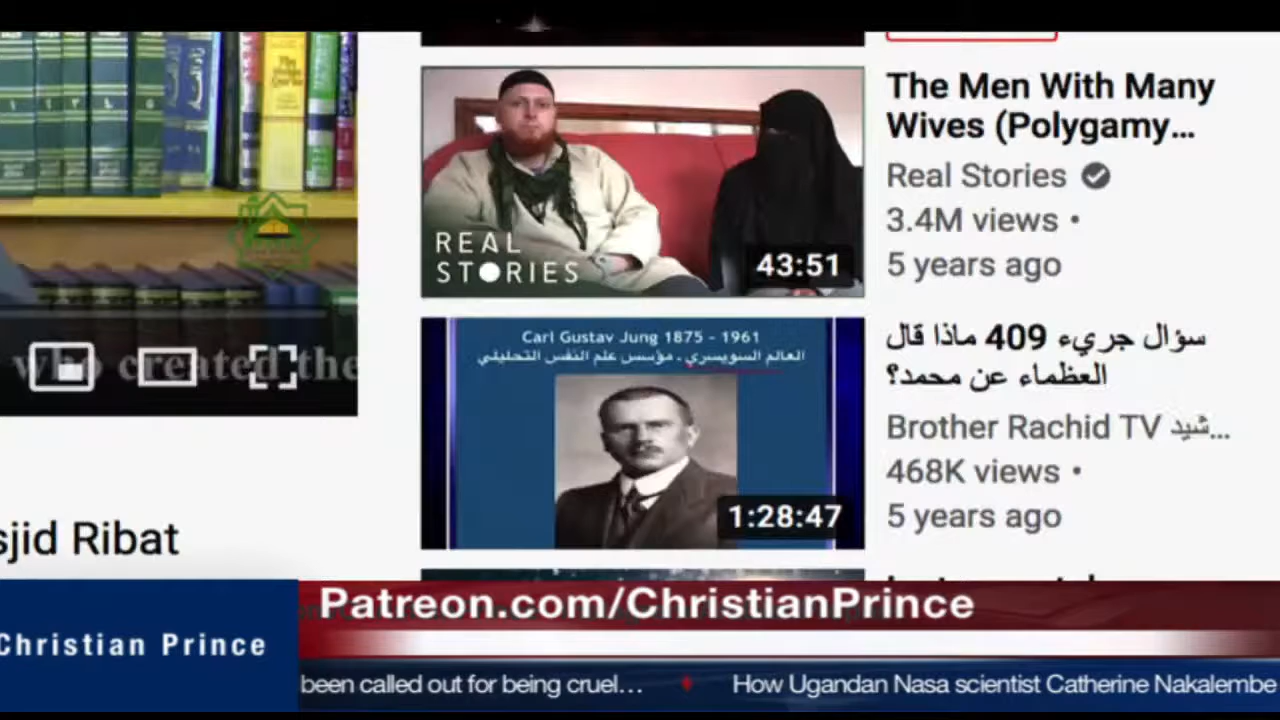 The Men With Many
Wives (Polygamy...
Real Stories
3.4M views •
5 years ago
REAL
STORIES
43:51
Carl Gustav Jung 1875 - 1961
العالم السويسري - مؤسس علم النفس التحليلي
1:28:47
سؤال جريء 409 ماذا قال
العظماء عن محمد؟
Brother Rachid TV شيد...
468K views •
5 years ago
who created the
sjid Ribat
Patreon.com/ChristianPrince
Christian Prince
been called out for being cruel... ♦ How Ugandan Nasa scientist Catherine Nakalembe